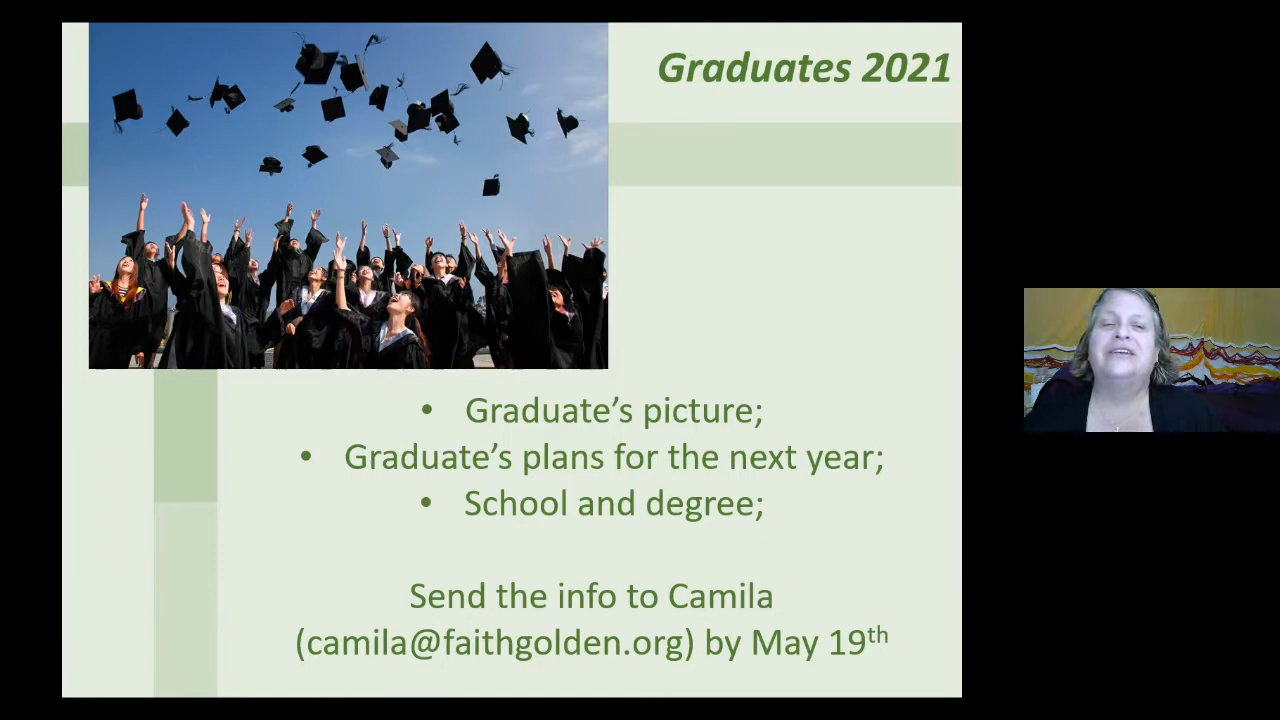 Graduates 2021
• Graduate’s picture;
• Graduate’s plans for the next year;
• School and degree;
Send the info to Camila
(camila@faithgolden.org) by May 19th